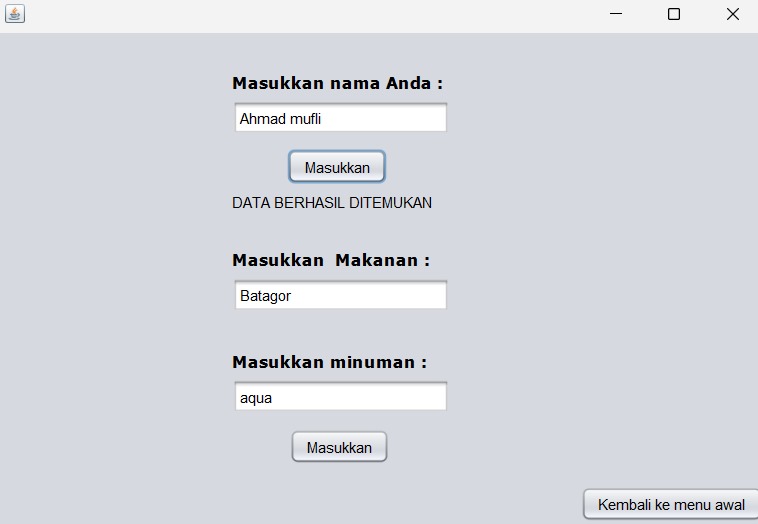 Masukkan nama Anda :
Ahmad mufli
Masukkan
DATA BERHASIL DITEMUKAN
Masukkan  Makanan :
Batagor
Masukkan minuman :
aqua
Masukkan
Kembali ke menu awal